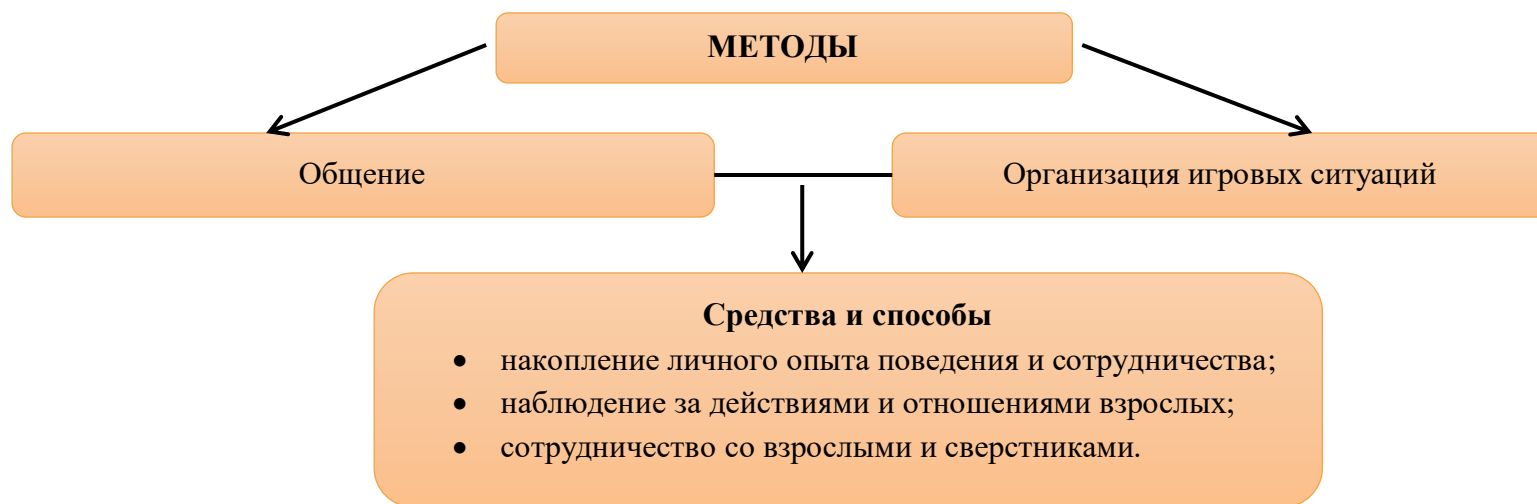 МЕТОДЫ
Общение
Организация игровых ситуаций
Средства и способы
• накопление личного опыта поведения и сотрудничества;
• наблюдение за действиями и отношениями взрослых;
• сотрудничество со взрослыми и сверстниками.